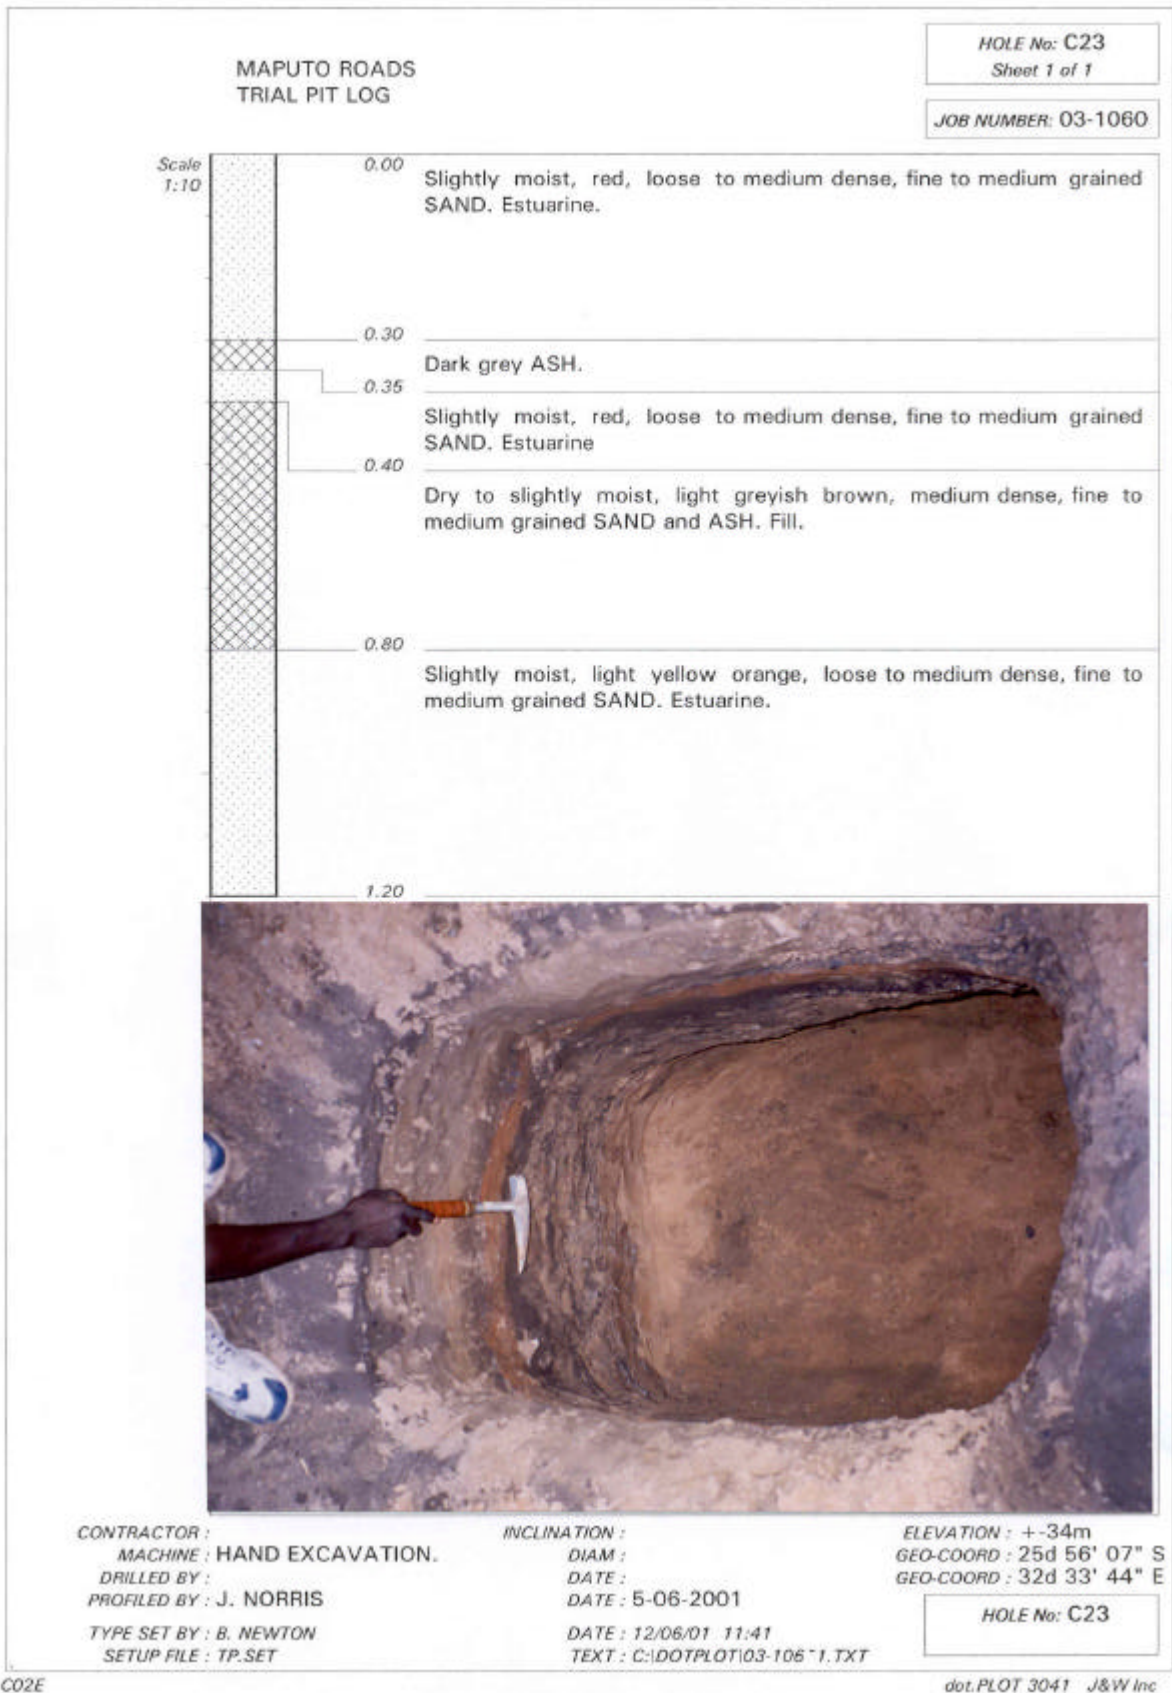 HOLE No: C23
Sheet 1 of 1
MAPUTO ROADS
TRIAL PIT LOG
JOB NUMBER: 03-1060
Scale
1:10
0.00
Slightly moist, red, loose to medium dense, fine to medium grained
SAND. Estuarine.
0.30
Dark grey ASH.
0.35
Slightly moist, red, loose to medium dense, fine to medium grained
SAND. Estuarine
0.40
Dry to slightly moist, light greyish brown, medium dense, fine to
medium grained SAND and ASH. Fill.
0.80
Slightly moist, light yellow orange, loose to medium dense, fine to
medium grained SAND. Estuarine.
1.20
CONTRACTOR : INCLINATION : ELEVATION : +-34m
MACHINE : HAND EXCAVATION. DIAM : GEO-COORD : 25d 56' 07" S
DRILLED BY : DATE : GEO-COORD : 32d 33' 44" E
PROFILED BY : J. NORRIS DATE : 5-06-2001
HOLE No: C23
TYPE SET BY : B. NEWTON DATE : 12/06/01 11:41
SETUP FILE : TP.SET TEXT : C:\DOTPLOT\03-106~1.TXT
C02E dot.PLOT 3041 J&W Inc